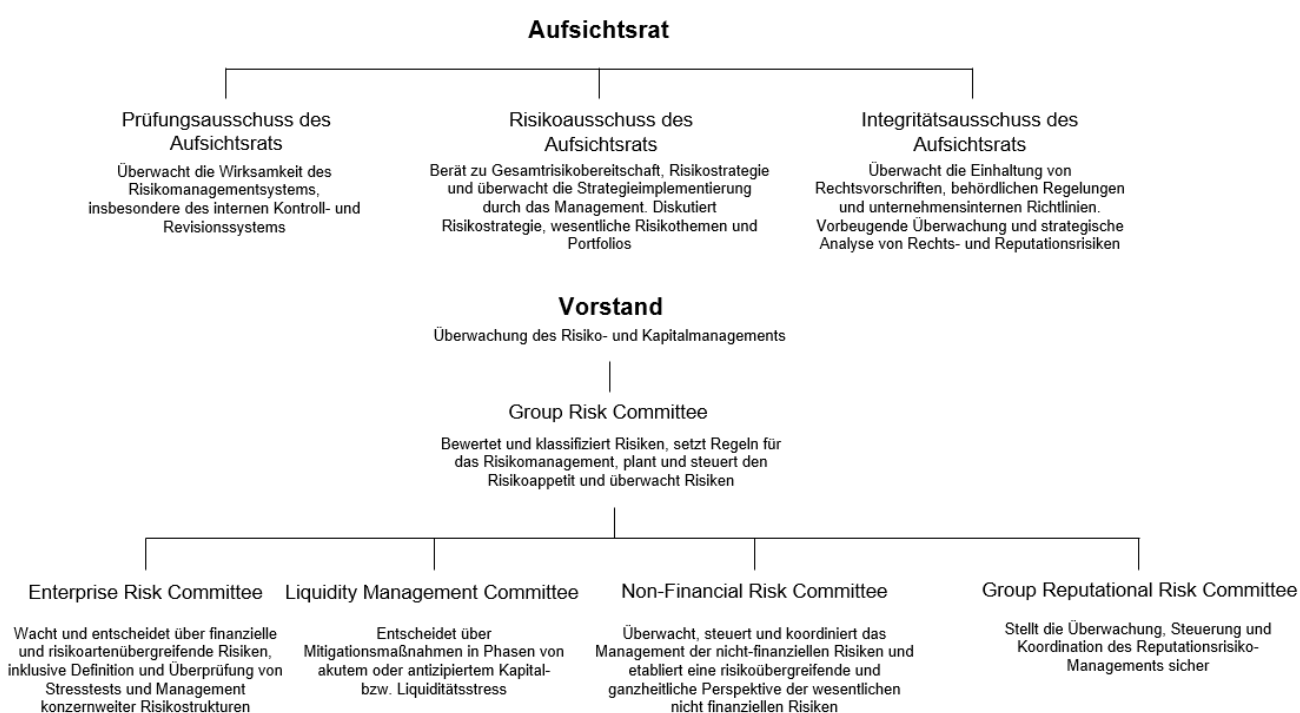 Aufsichtsrat
Prüfungsausschuss des
Aufsichtsrats
Überwacht die Wirksamkeit des
Risikomanagementsystems,
insbesondere des internen Kontroll- und
Revisionssystems
Risikoausschuss des
Aufsichtsrats
Berät zu Gesamtrisikobereitschaft, Risikostrategie
und überwacht die Strategieimplementierung
durch das Management. Diskutiert
Risikostrategie, wesentliche Risikothemen und
Portfolios
Integritätsausschuss des
Aufsichtsrats
Überwacht die Einhaltung von
Rechtsvorschriften, behördlichen Regelungen
und unternehmensinternen Richtlinien.
Vorbeugende Überwachung und strategische
Analyse von Rechts- und Reputationsrisiken
Vorstand
Überwachung des Risiko- und Kapitalmanagements
Group Risk Committee
Bewertet und klassifiziert Risiken, setzt Regeln für
das Risikomanagement, plant und steuert den
Risikoappetit und überwacht Risiken
Enterprise Risk Committee
Wacht und entscheidet über finanzielle
und risikoartenübergreifende Risiken,
inklusive Definition und Überprüfung von
Stresstests und Management
konzernweiter Risikostrukturen
Liquidity Management Committee
Entscheidet über
Mitigationsmaßnahmen in Phasen von
akutem oder antizipiertem Kapital-
bzw. Liquiditätsstress
Non-Financial Risk Committee
Überwacht, steuert und koordiniert das
Management der nicht-finanziellen Risiken und
etabliert eine risikoübergreifende und
ganzheitliche Perspektive der wesentlichen
nicht finanziellen Risiken
Group Reputational Risk Committee
Stellt die Überwachung, Steuerung und
Koordination des Reputationsrisiko-
Managements sicher